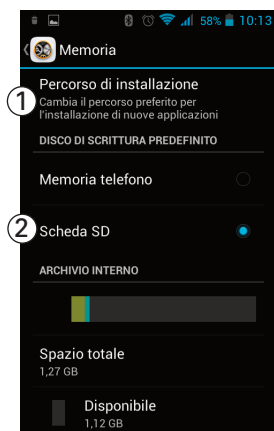 58% 10:13
Memoria
1
Percorso di installazione
Cambia il percorso preferito per
l'installazione di nuove applicazioni
DISCO DI SCRITTURA PREDEFINITO
Memoria telefono
2
Scheda SD
ARCHIVIO INTERNO
Spazio totale
1,27 GB
Disponibile
1,12 GB